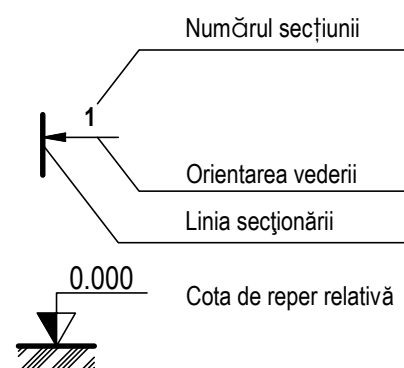 Numărul secțiunii
1
Orientarea vederii
Linia secţionării
0.000
Cota de reper relativă